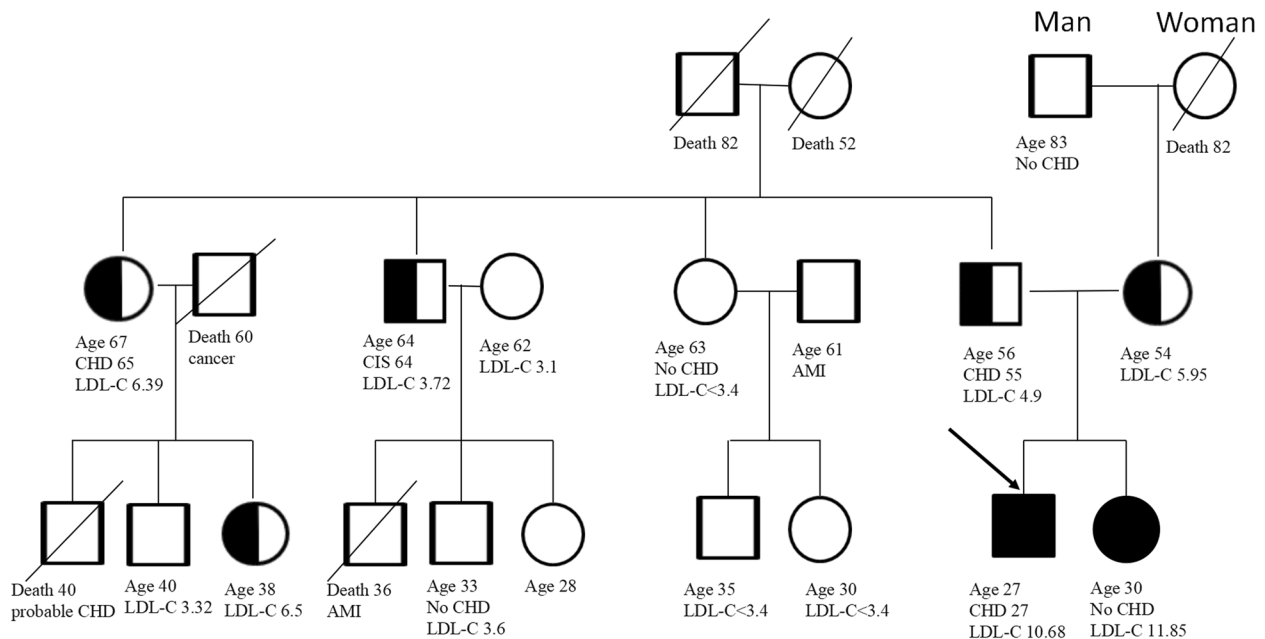 Man
Woman
Death 82
Death 52
Age 83
No CHD
Death 82
Age 67
CHD 65
LDL-C 6.39
Death 60
cancer
Age 64
CIS 64
LDL-C 3.72
Age 62
LDL-C 3.1
Age 63
No CHD
LDL-C<3.4
Age 61
AMI
Age 56
CHD 55
LDL-C 4.9
Age 54
LDL-C 5.95
Death 40
probable CHD
Age 40
LDL-C 3.32
Age 38
LDL-C 6.5
Death 36
AMI
Age 33
No CHD
LDL-C 3.6
Age 28
Age 35
LDL-C<3.4
Age 30
LDL-C<3.4
Age 27
CHD 27
LDL-C 10.68
Age 30
No CHD
LDL-C 11.85